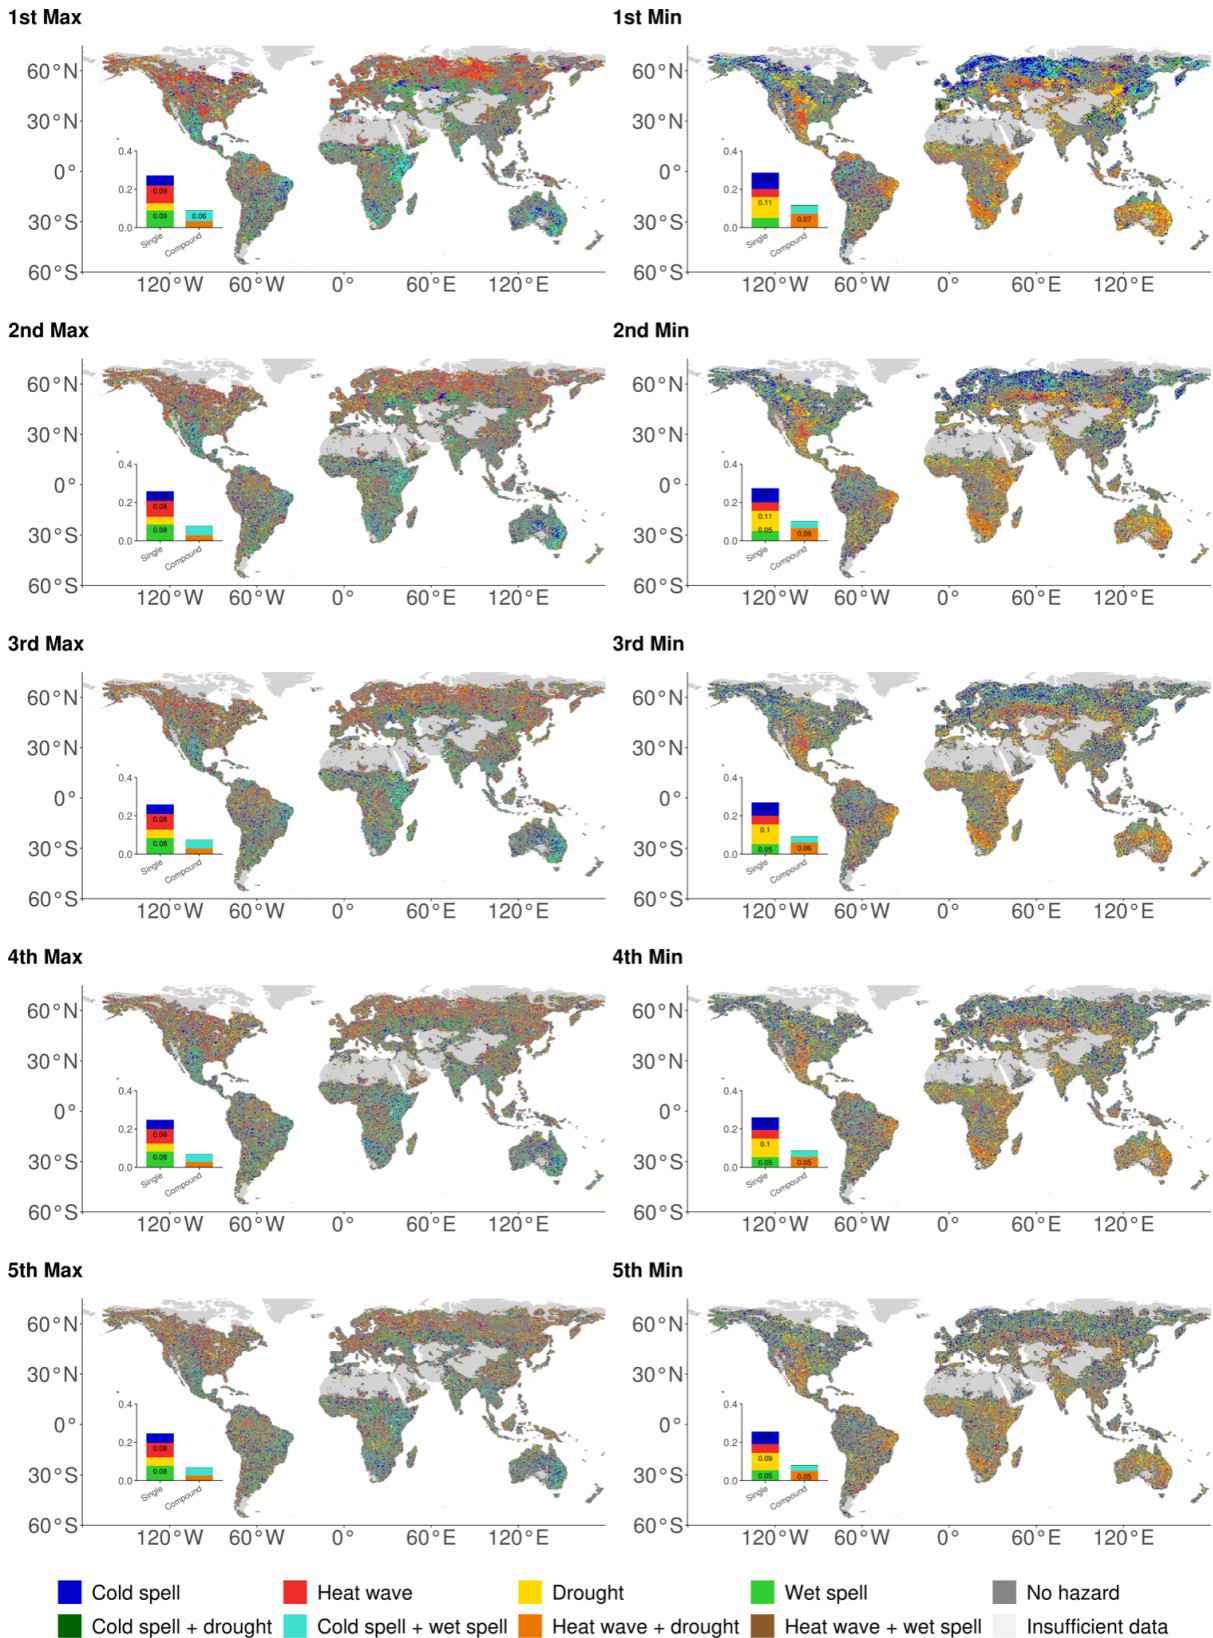 1st Max
1st Min
60°N
30°N
0°
30°S
60°S
0.4
0.2
0.0
0.09
0.09
0.06
Single
Compound
120°W 60°W 0° 60°E 120°E
60°N
30°N
0°
30°S
60°S
0.4
0.2
0.0
0.11
0.07
Single
Compound
120°W 60°W 0° 60°E 120°E
2nd Max
2nd Min
60°N
30°N
0°
30°S
60°S
0.4
0.2
0.0
0.08
0.08
Single
Compound
120°W 60°W 0° 60°E 120°E
60°N
30°N
0°
30°S
60°S
0.4
0.2
0.0
0.11
0.05
0.06
Single
Compound
120°W 60°W 0° 60°E 120°E
3rd Max
3rd Min
60°N
30°N
0°
30°S
60°S
0.4
0.2
0.0
0.08
0.08
Single
Compound
120°W 60°W 0° 60°E 120°E
60°N
30°N
0°
30°S
60°S
0.4
0.2
0.0
0.1
0.05
0.06
Single
Compound
120°W 60°W 0° 60°E 120°E
4th Max
4th Min
60°N
30°N
0°
30°S
60°S
0.4
0.2
0.0
0.08
0.08
Single
Compound
120°W 60°W 0° 60°E 120°E
60°N
30°N
0°
30°S
60°S
0.4
0.2
0.0
0.1
0.05
0.05
Single
Compound
120°W 60°W 0° 60°E 120°E
5th Max
5th Min
60°N
30°N
0°
30°S
60°S
0.4
0.2
0.0
0.08
0.08
Single
Compound
120°W 60°W 0° 60°E 120°E
60°N
30°N
0°
30°S
60°S
0.4
0.2
0.0
0.09
0.05
0.05
Single
Compound
120°W 60°W 0° 60°E 120°E
Cold spell Heat wave Drought Wet spell No hazard
Cold spell + drought Cold spell + wet spell Heat wave + drought Heat wave + wet spell Insufficient data